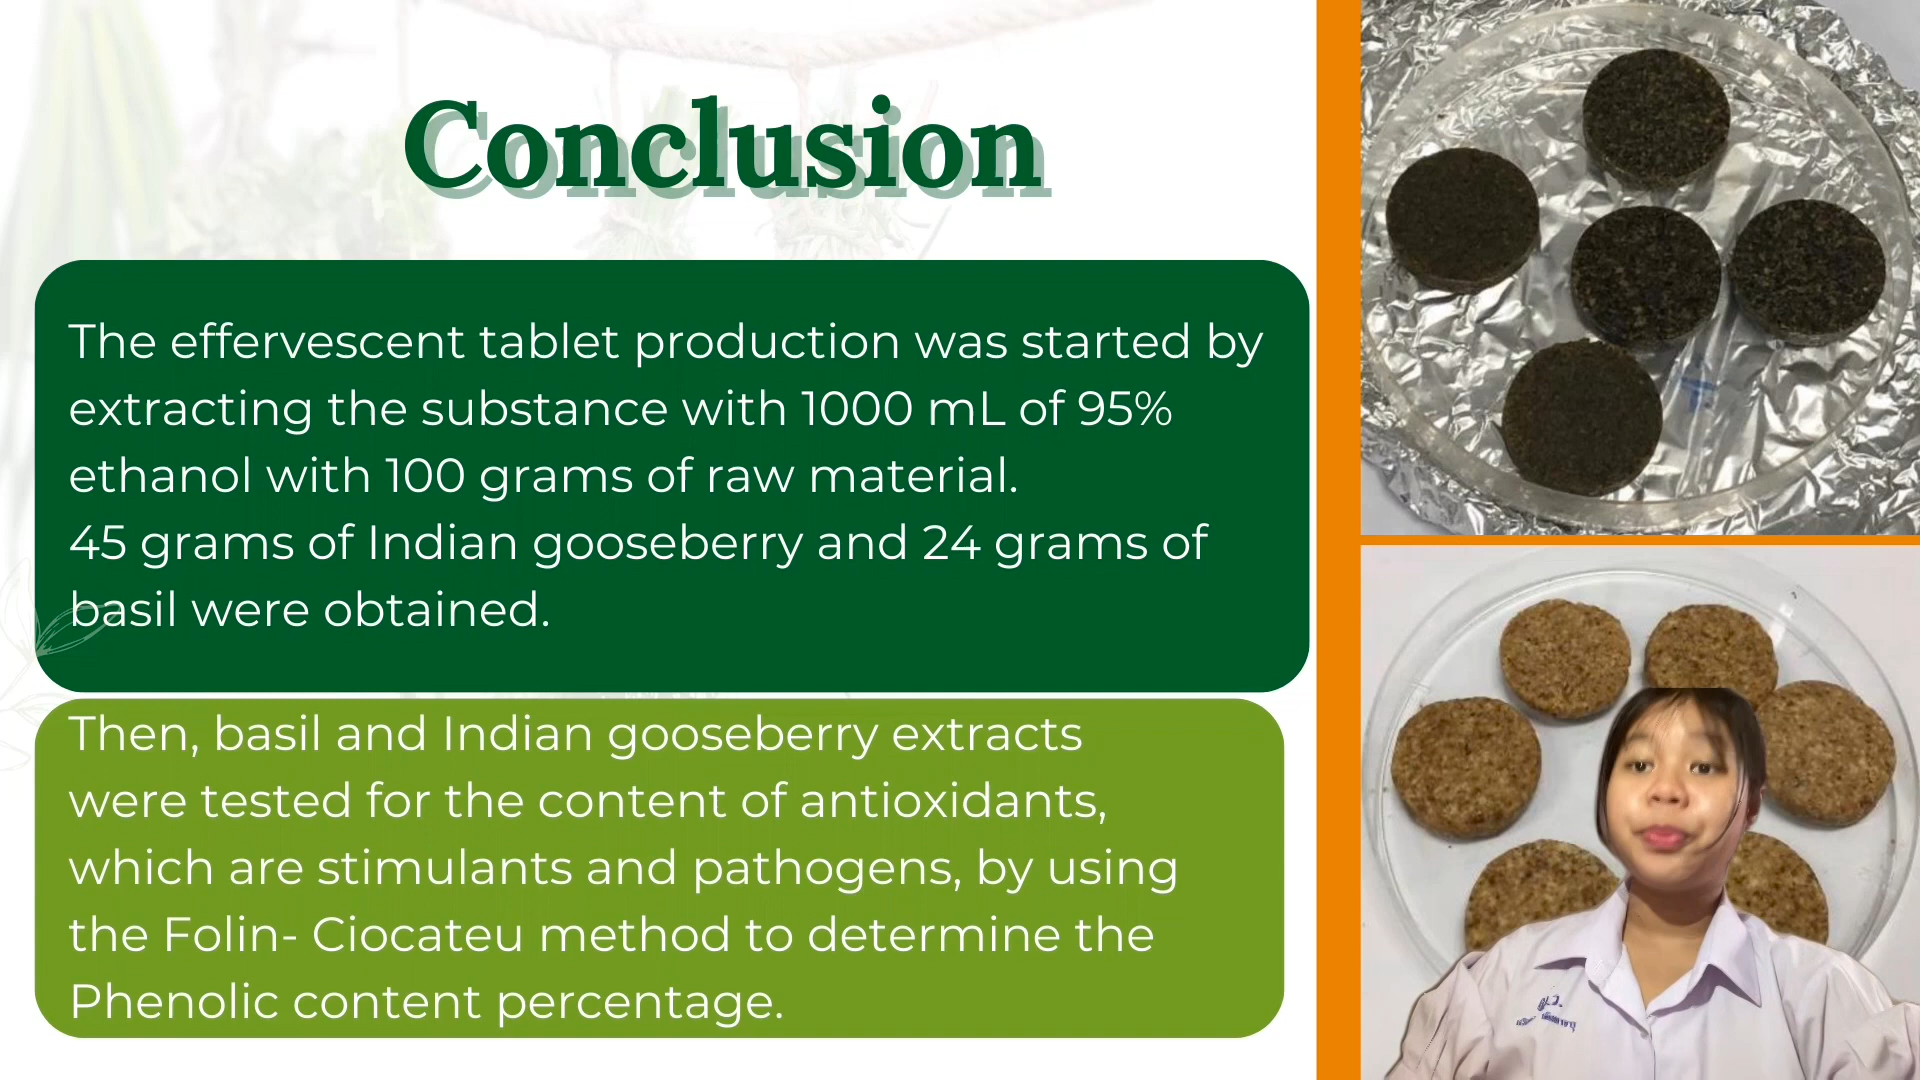 Conclusion
The effervescent tablet production was started by
extracting the substance with 1000 mL of 95%
ethanol with 100 grams of raw material.
45 grams of Indian gooseberry and 24 grams of
basil were obtained.
Then, basil and Indian gooseberry extracts
were tested for the content of antioxidants,
which are stimulants and pathogens, by using
the Folin- Ciocateu method to determine the
Phenolic content percentage.